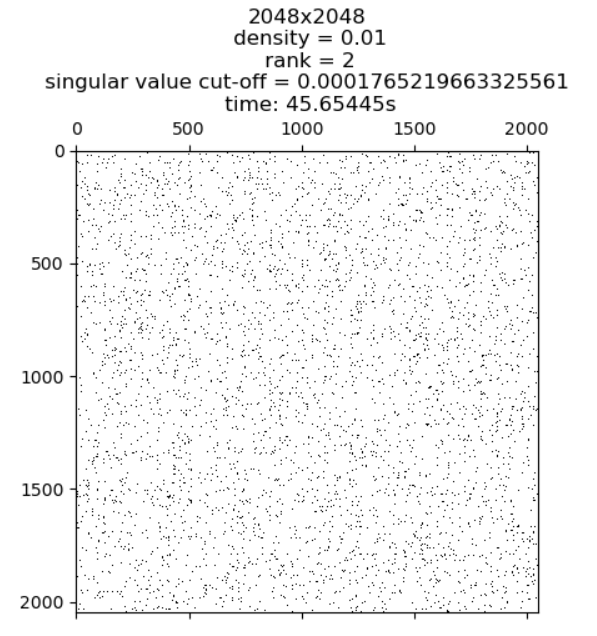 2048x2048
density = 0.01
rank = 2
singular value cut-off = 0.0001765219663325561
time: 45.65445s
0 500 1000 1500 2000
0
500
1000
1500
2000